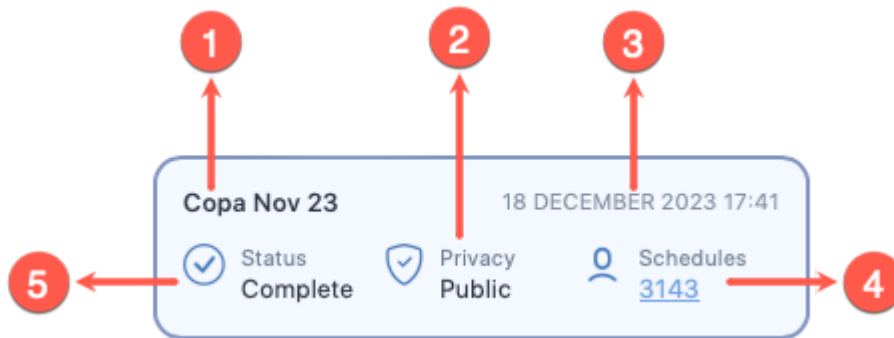 1
2
3
Copa Nov 23
18 DECEMBER 2023 17:41
5
Status
Complete
Privacy
Public
Schedules
3143
4